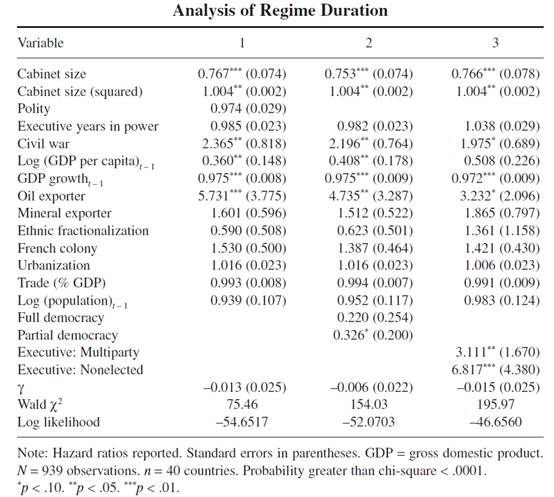 Analysis of Regime Duration
Variable 1 2 3
Cabinet size 0.767*** (0.074) 0.753*** (0.074) 0.766*** (0.078)
Cabinet size (squared) 1.004** (0.002) 1.004** (0.002) 1.004** (0.002)
Polity 0.974 (0.029)
Executive years in power 0.985 (0.023) 0.982 (0.023) 1.038 (0.029)
Civil war 2.365** (0.818) 2.196** (0.764) 1.975* (0.689)
Log (GDP per capita)t−1 0.360** (0.148) 0.408** (0.178) 0.508 (0.226)
GDP growtht−1 0.975*** (0.008) 0.975*** (0.009) 0.972*** (0.009)
Oil exporter 5.731*** (3.775) 4.735** (3.287) 3.232* (2.096)
Mineral exporter 1.601 (0.596) 1.512 (0.522) 1.865 (0.797)
Ethnic fractionalization 0.590 (0.508) 0.623 (0.501) 1.361 (1.158)
French colony 1.530 (0.500) 1.387 (0.464) 1.421 (0.430)
Urbanization 1.016 (0.023) 1.016 (0.023) 1.006 (0.023)
Trade (% GDP) 0.993 (0.008) 0.994 (0.007) 0.991 (0.009)
Log (population)t−1 0.939 (0.107) 0.952 (0.117) 0.983 (0.124)
Full democracy 0.220 (0.254)
Partial democracy 0.326* (0.200)
Executive: Multiparty 3.111** (1.670)
Executive: Nonelected 6.817*** (4.380)
γ −0.013 (0.025) −0.006 (0.022) −0.015 (0.025)
Wald χ² 75.46 154.03 195.97
Log likelihood −54.6517 −52.0703 −46.6560
Note: Hazard ratios reported. Standard errors in parentheses. GDP = gross domestic product.
N = 939 observations. n = 40 countries. Probability greater than chi-square < .0001.
*p < .10. **p < .05. ***p < .01.